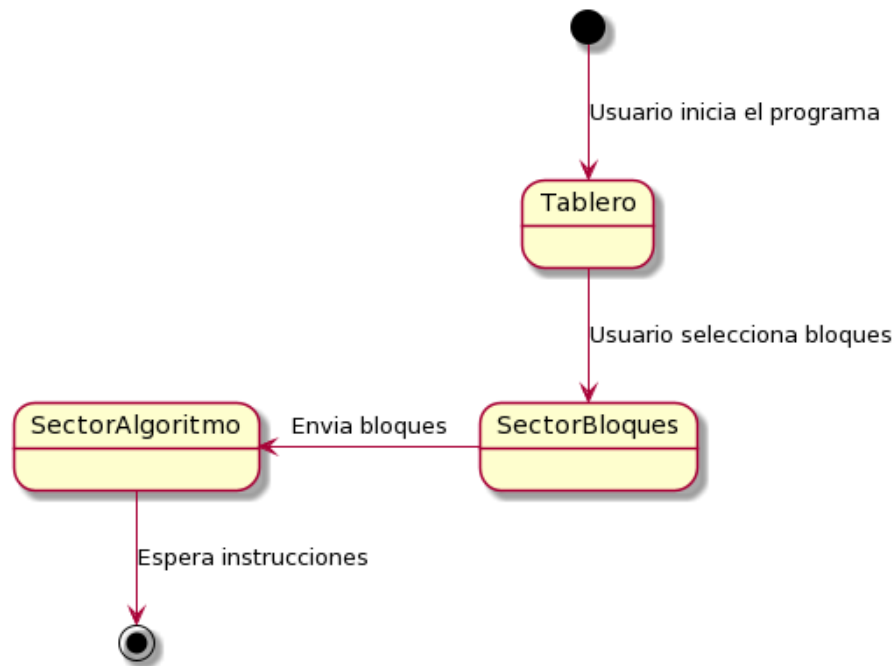 Usuario inicia el programa
Tablero
Usuario selecciona bloques
SectorAlgoritmo
Envia bloques
SectorBloques
Espera instrucciones